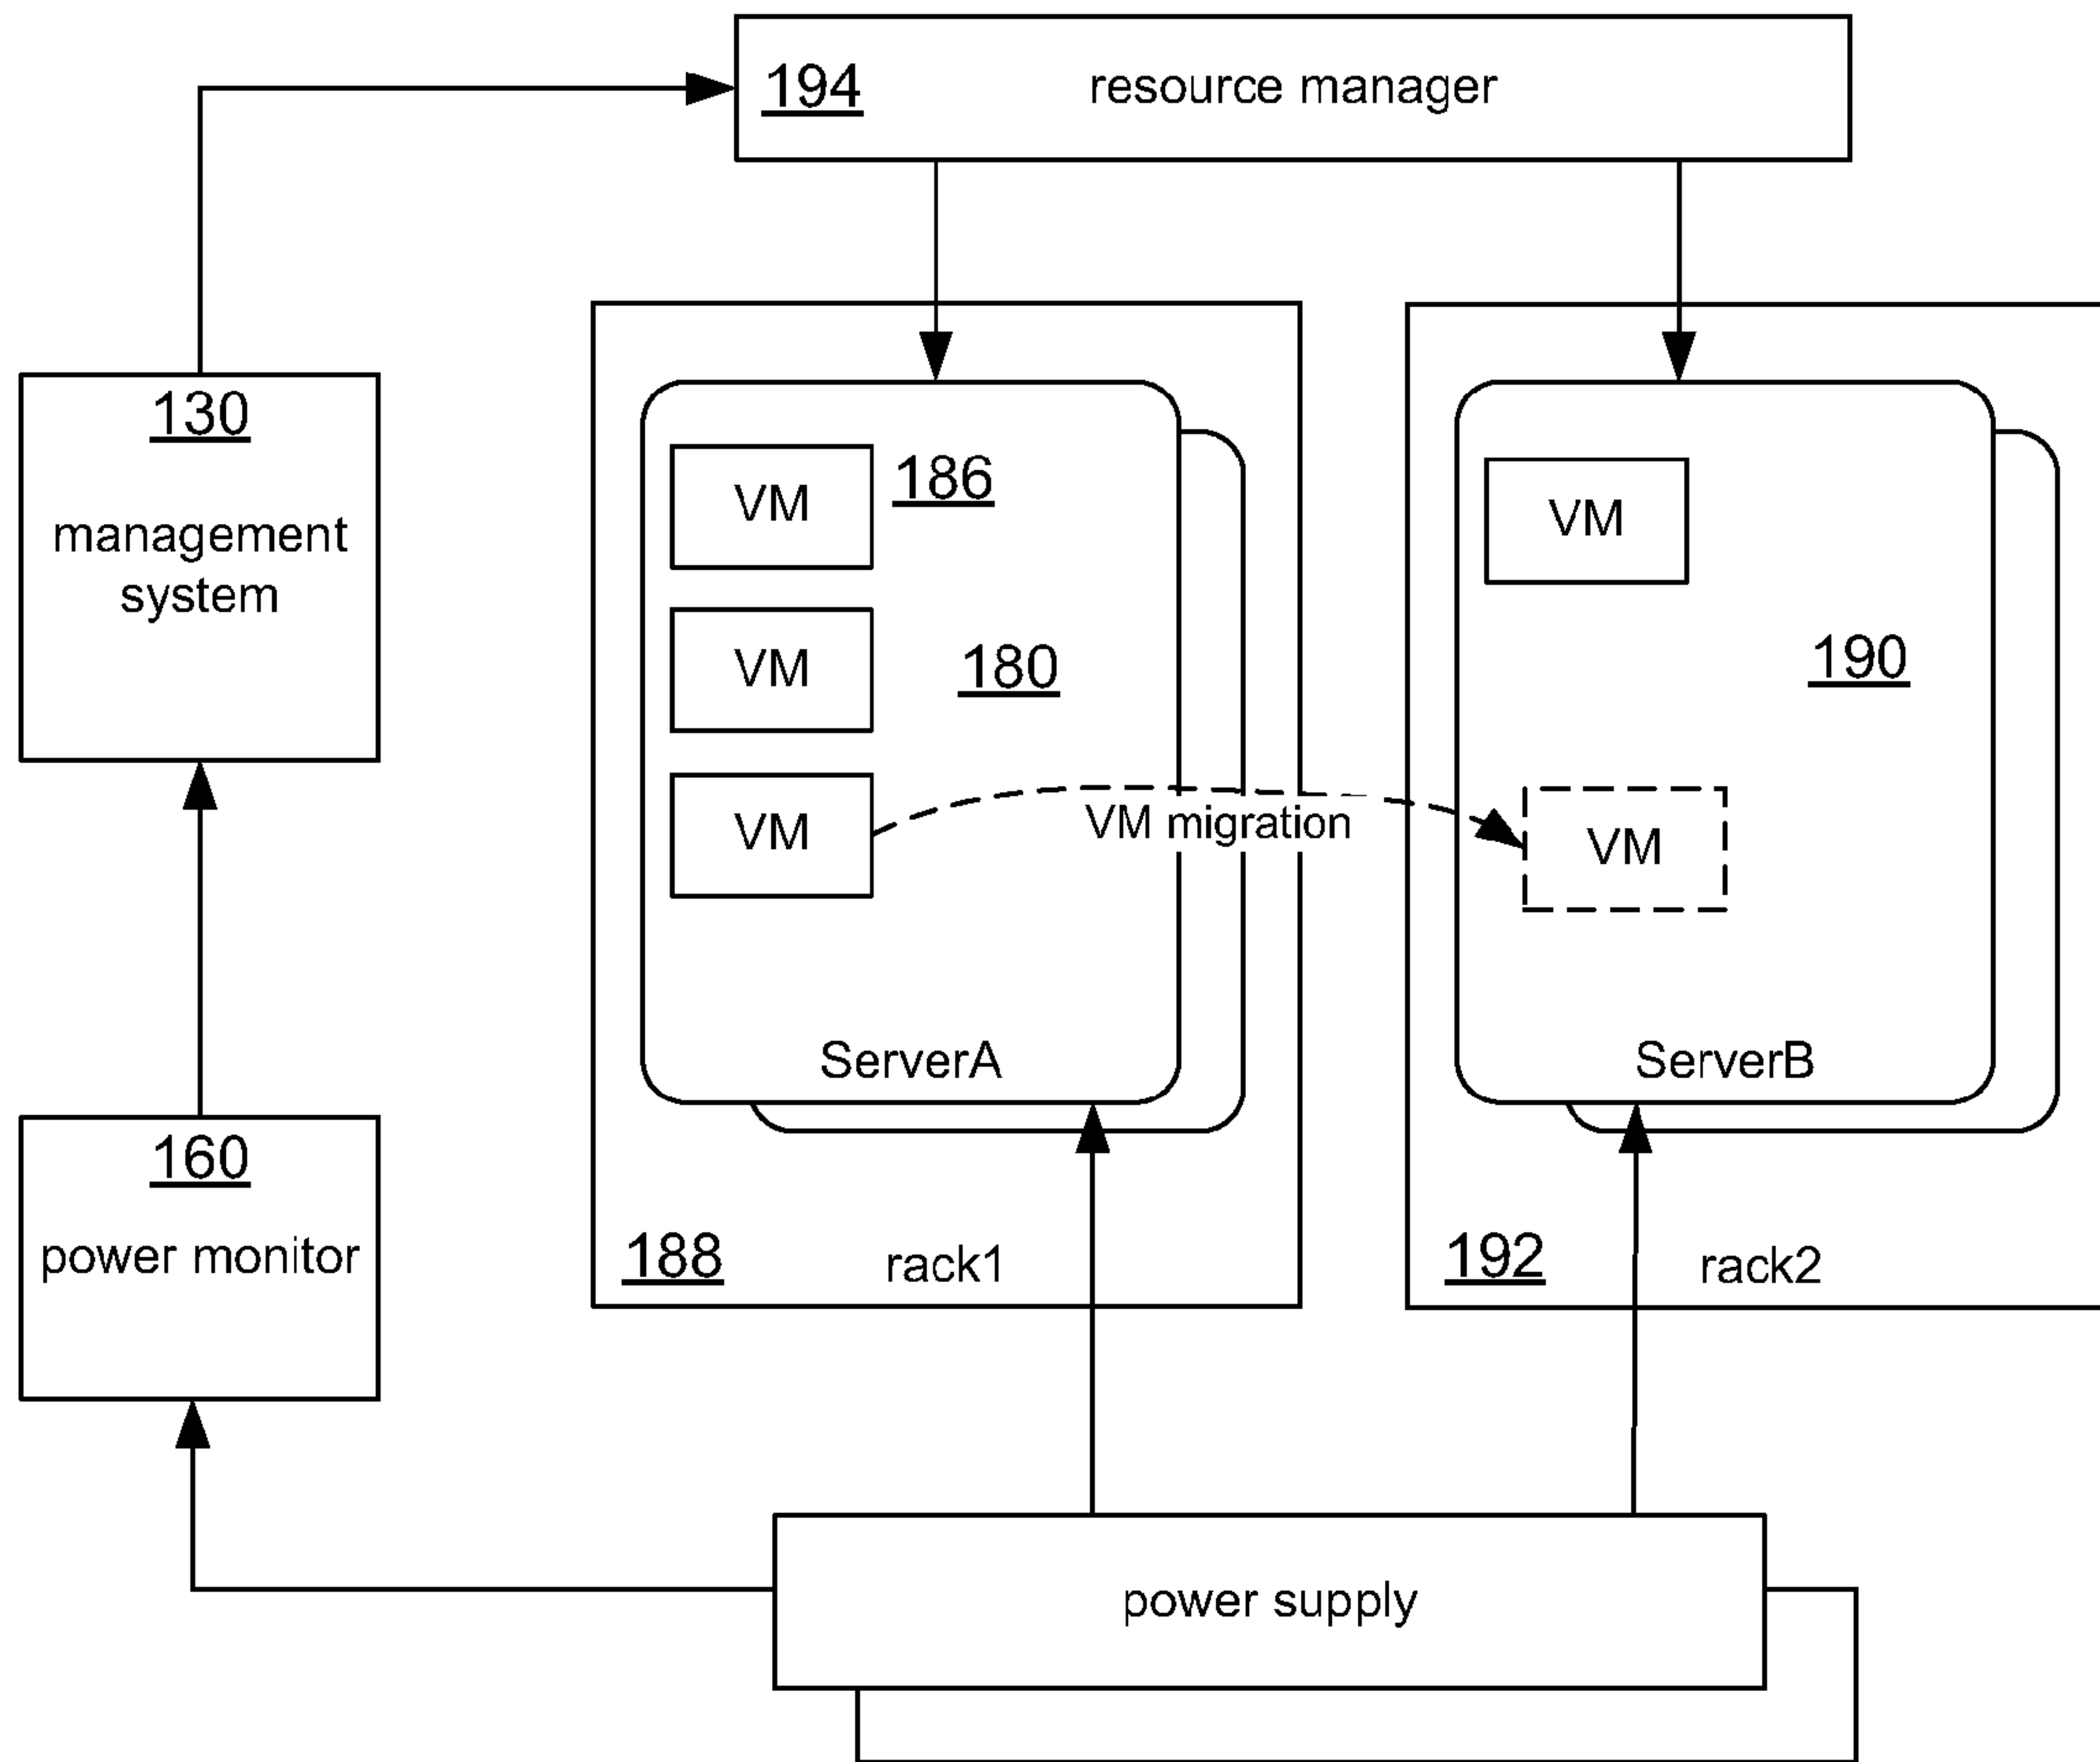 194
resource manager
130
management
system
186
VM
VM
VM
180
VM
190
VM
VM migration
ServerA
ServerB
160
power monitor
188
rack1
192
rack2
power supply